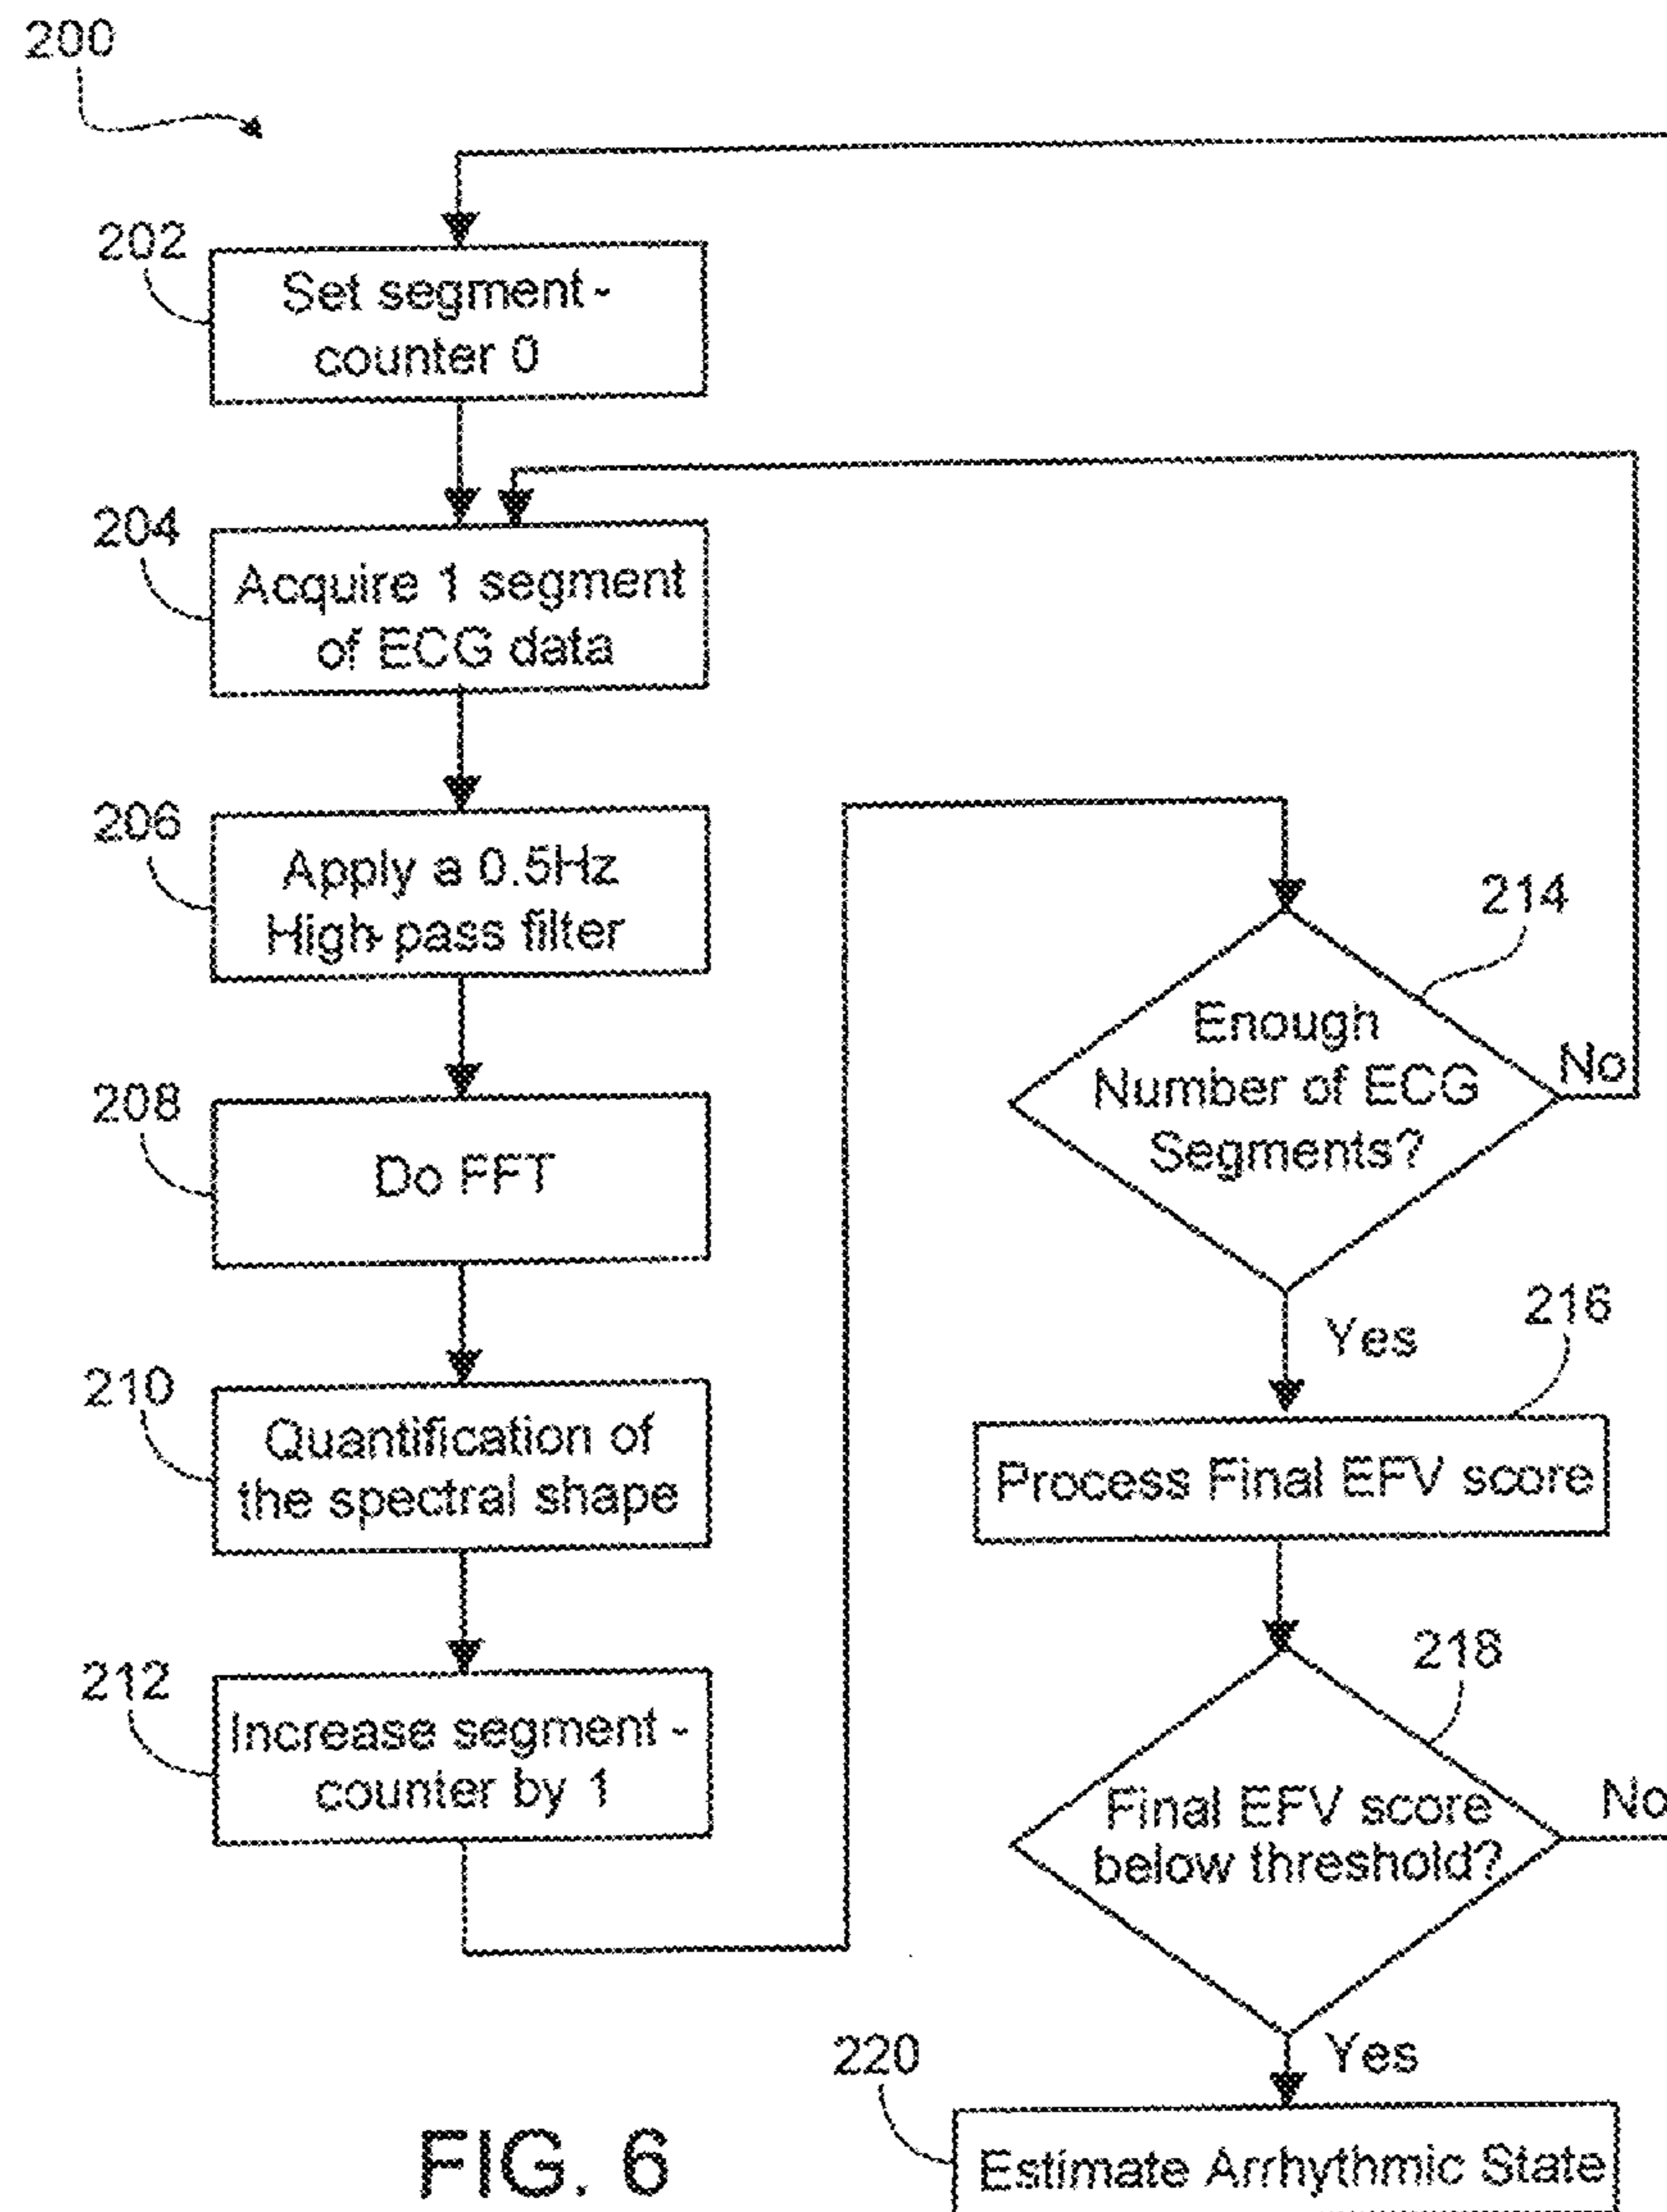 200
202
Set segment-
counter 0
204
Acquire 1 segment
of ECG data
206
Apply a 0.5Hz
High-pass filter
208
Do FFT
210
Quantification of
the spectral shape
212
Increase segment-
counter by 1
214
Enough
Number of ECG
Segments?
No
Yes
216
Process Final EFV score
218
Final EFV score
below threshold?
No
Yes
220
Estimate Arrhythmic State
FIG. 6